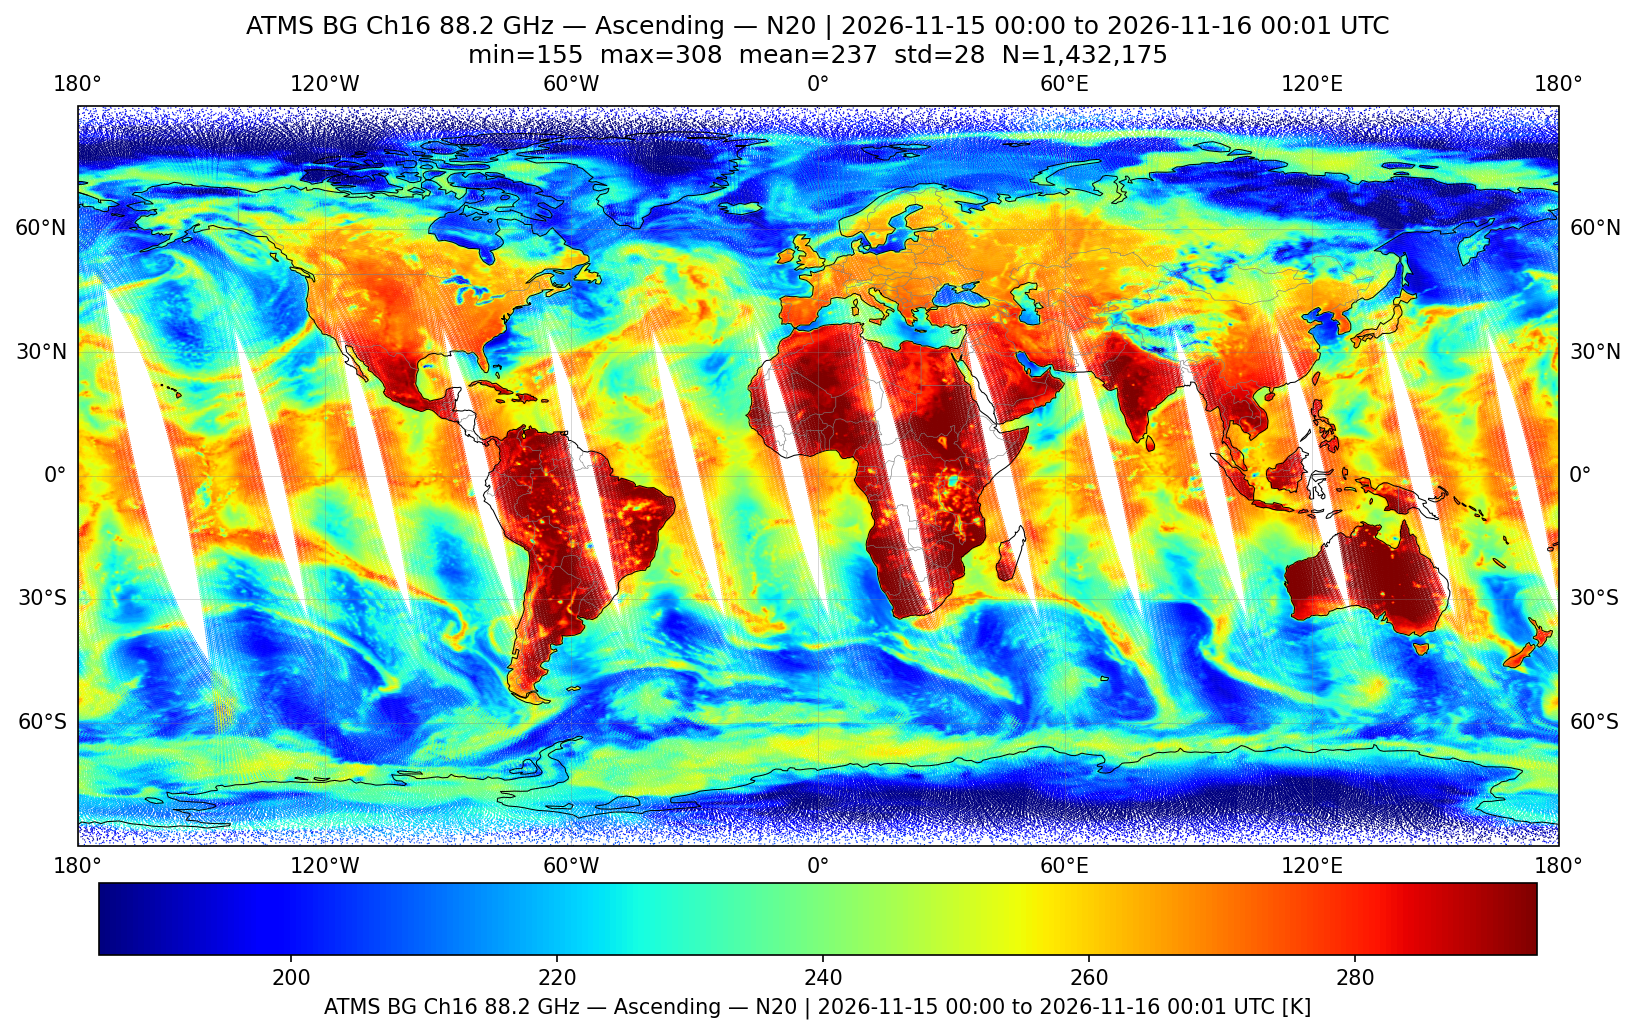 ATMS BG Ch16 88.2 GHz — Ascending — N20 | 2026-11-15 00:00 to 2026-11-16 00:01 UTC
min=155 max=308 mean=237 std=28 N=1,432,175
180° 120°W 60°W 0° 60°E 120°E 180°
60°N 60°N
30°N 30°N
0° 0°
30°S 30°S
60°S 60°S
180° 120°W 60°W 0° 60°E 120°E 180°
200 220 240 260 280
ATMS BG Ch16 88.2 GHz — Ascending — N20 | 2026-11-15 00:00 to 2026-11-16 00:01 UTC [K]